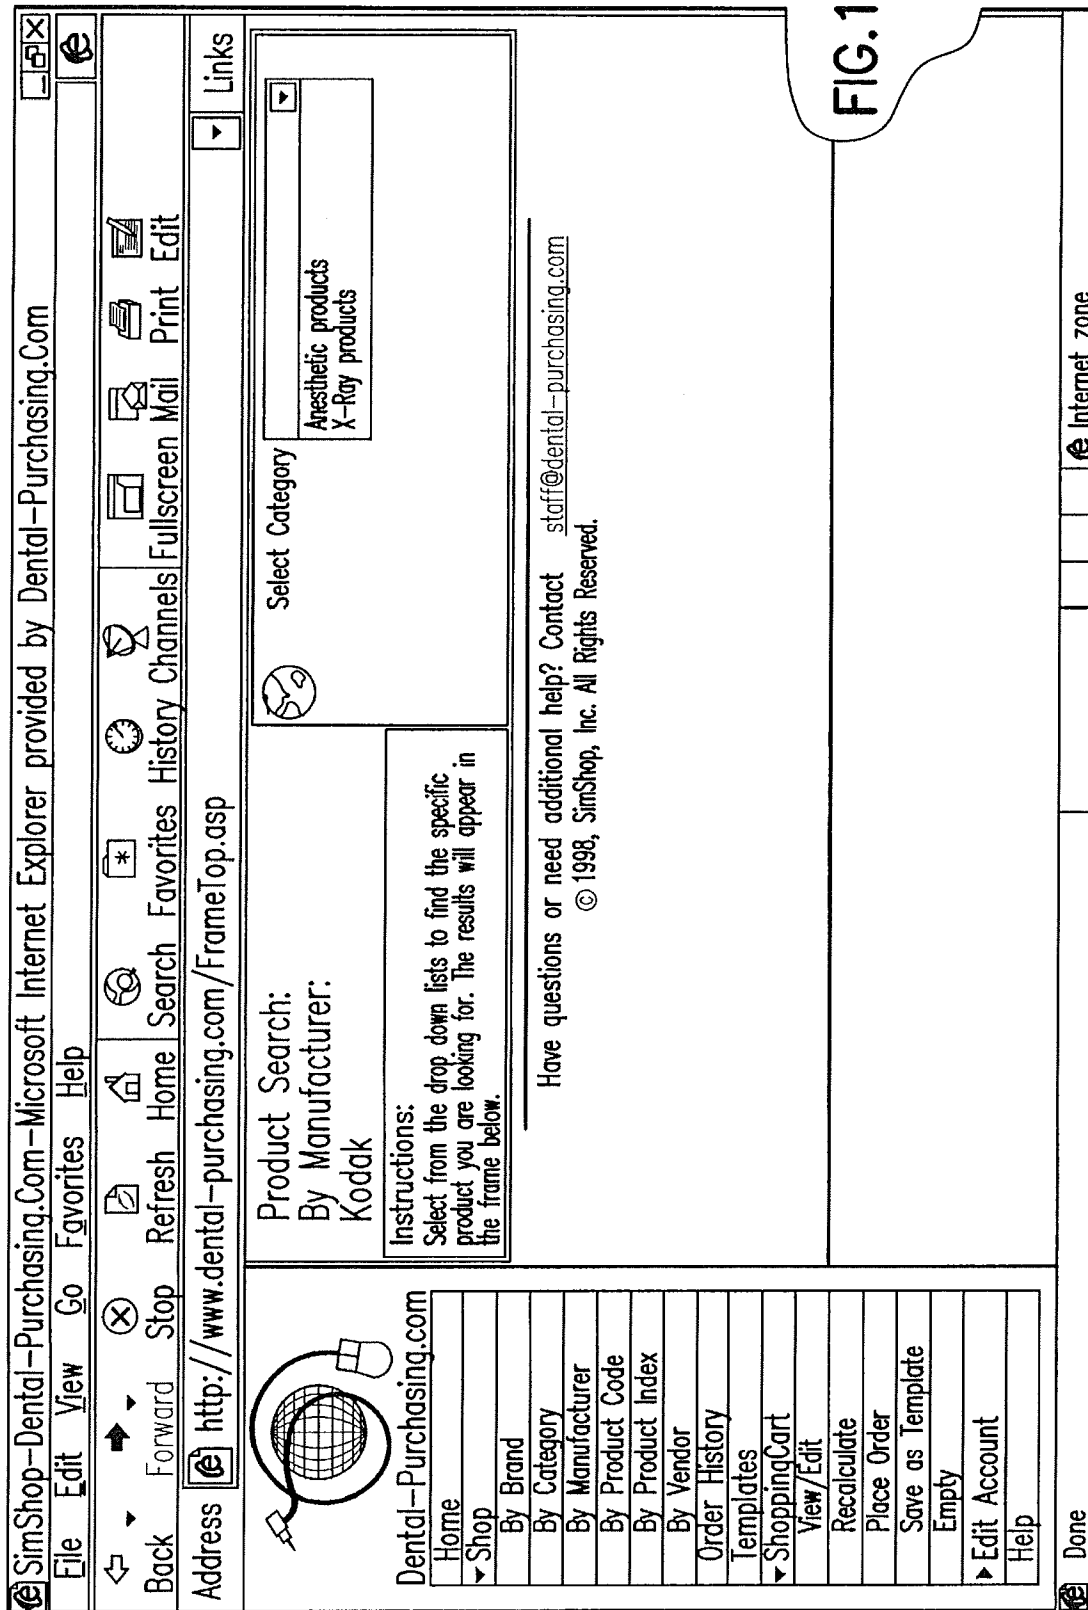 SimShop-Dental-Purchasing.Com-Microsoft Internet Explorer provided by Dental-Purchasing.Com
File Edit View Go Favorites Help
Back Forward Stop Refresh Home Search Favorites History Channels Fullscreen Mail Print Edit
Address http://www.dental-purchasing.com/FrameTop.asp Links
Dental-Purchasing.com
Home
Shop
By Brand
By Category
By Manufacturer
By Product Code
By Product Index
By Vendor
Order History
Templates
ShoppingCart
View/Edit
Recalculate
Place Order
Save as Template
Empty
Edit Account
Help
Product Search:
By Manufacturer:
Kodak
Instructions:
Select from the drop down lists to find the specific
product you are looking for. The results will appear in
the frame below.
Select Category
Anesthetic products
X-Ray products
Have questions or need additional help? Contact staff@dental-purchasing.com
© 1998, SimShop, Inc. All Rights Reserved.
FIG.1
Done Internet zone